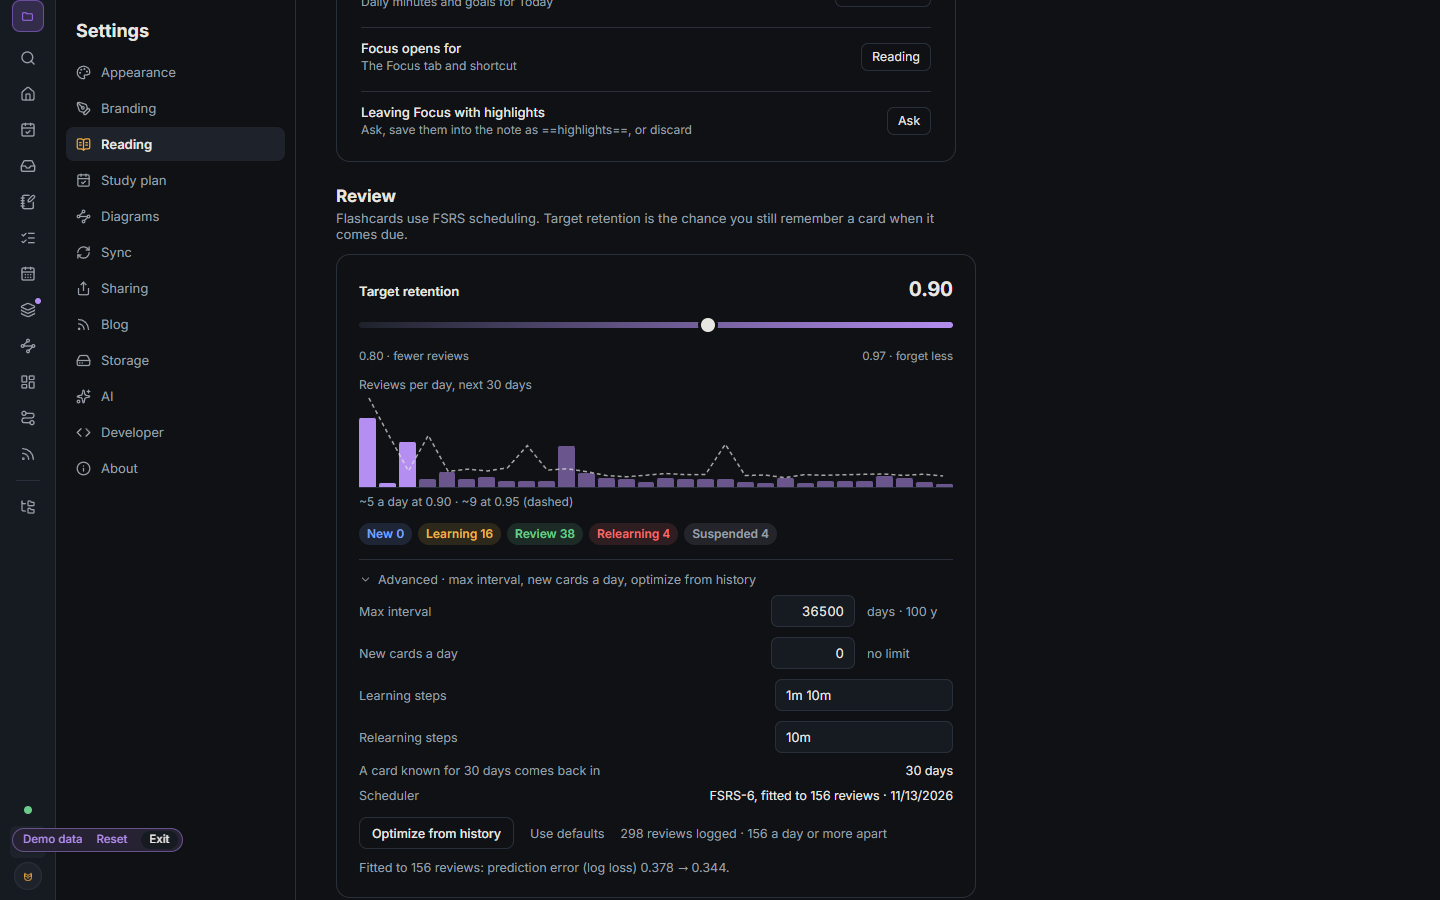 Settings
Appearance
Branding
Reading
Study plan
Diagrams
Sync
Sharing
Blog
Storage
AI
Developer
About
Demo data Reset Exit
Daily minutes and goals for Today
Focus opens for
The Focus tab and shortcut
Reading
Leaving Focus with highlights
Ask, save them into the note as ==highlights==, or discard
Ask
Review
Flashcards use FSRS scheduling. Target retention is the chance you still remember a card when it
comes due.
Target retention
0.90
0.80 · fewer reviews
0.97 · forget less
Reviews per day, next 30 days
~5 a day at 0.90 · ~9 at 0.95 (dashed)
New 0 Learning 16 Review 38 Relearning 4 Suspended 4
Advanced · max interval, new cards a day, optimize from history
Max interval 36500 days · 100 y
New cards a day 0 no limit
Learning steps 1m 10m
Relearning steps 10m
A card known for 30 days comes back in 30 days
Scheduler FSRS-6, fitted to 156 reviews · 11/13/2026
Optimize from history Use defaults 298 reviews logged · 156 a day or more apart
Fitted to 156 reviews: prediction error (log loss) 0.378 → 0.344.